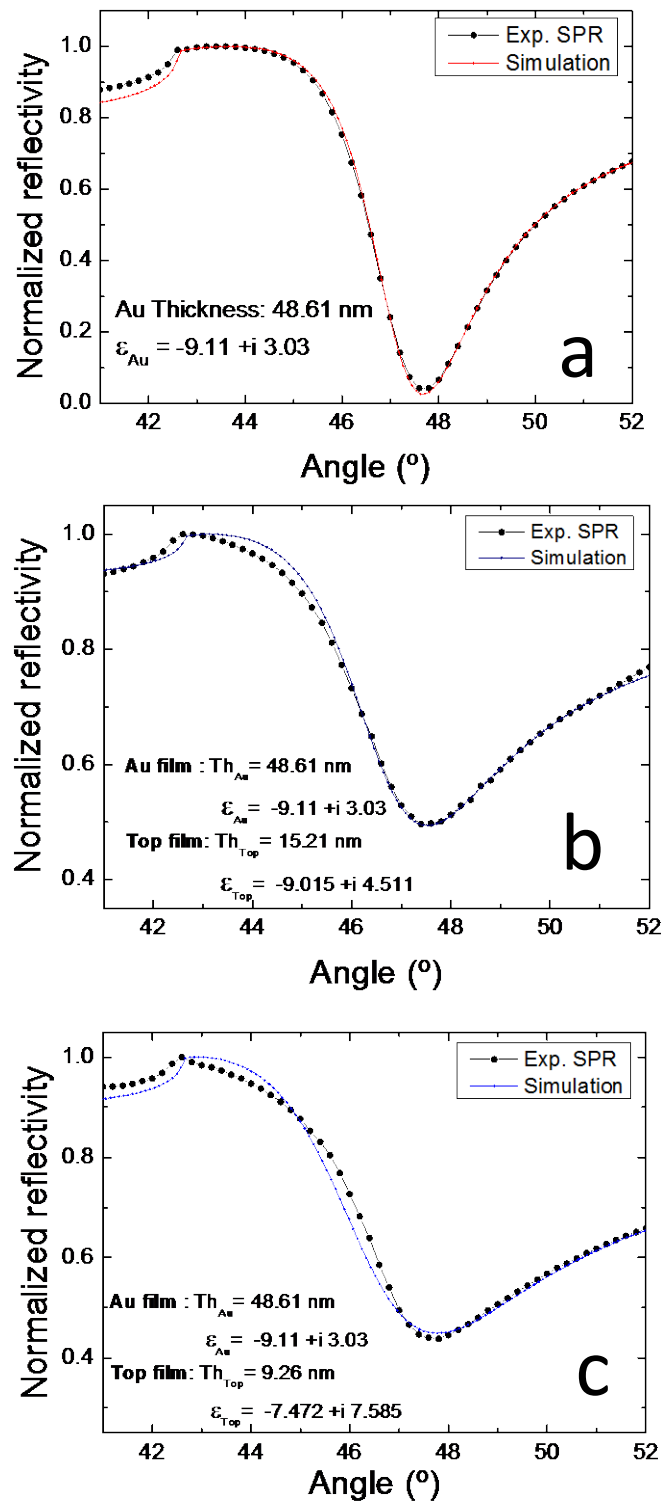 1.0
0.8
0.6
0.4
0.2
0.0
Normalized reflectivity
Exp. SPR
Simulation
Au Thickness: 48.61 nm
ε_Au = -9.11 +i 3.03
a
42 44 46 48 50 52
Angle (º)
1.0
0.8
0.6
0.4
Normalized reflectivity
Exp. SPR
Simulation
Au film : Th_Au= 48.61 nm
ε_Au= -9.11 +i 3.03
Top film: Th_Top= 15.21 nm
ε_Top= -9.015 +i 4.511
b
42 44 46 48 50 52
Angle (º)
1.0
0.8
0.6
0.4
Normalized reflectivity
Exp. SPR
Simulation
Au film : Th_Au= 48.61 nm
ε_Au= -9.11 +i 3.03
Top film: Th_Top= 9.26 nm
ε_Top= -7.472 +i 7.585
c
42 44 46 48 50 52
Angle (º)